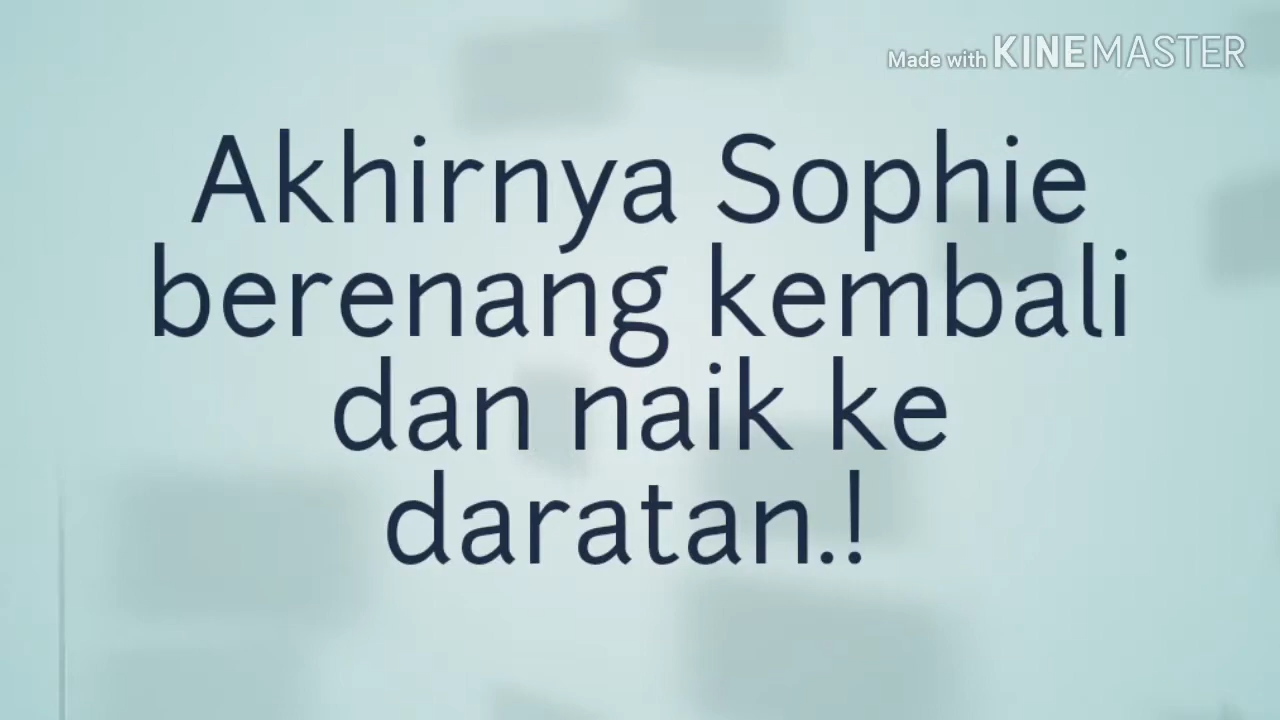 Made with KINEMASTER
Akhirnya Sophie
berenang kembali
dan naik ke
daratan.!